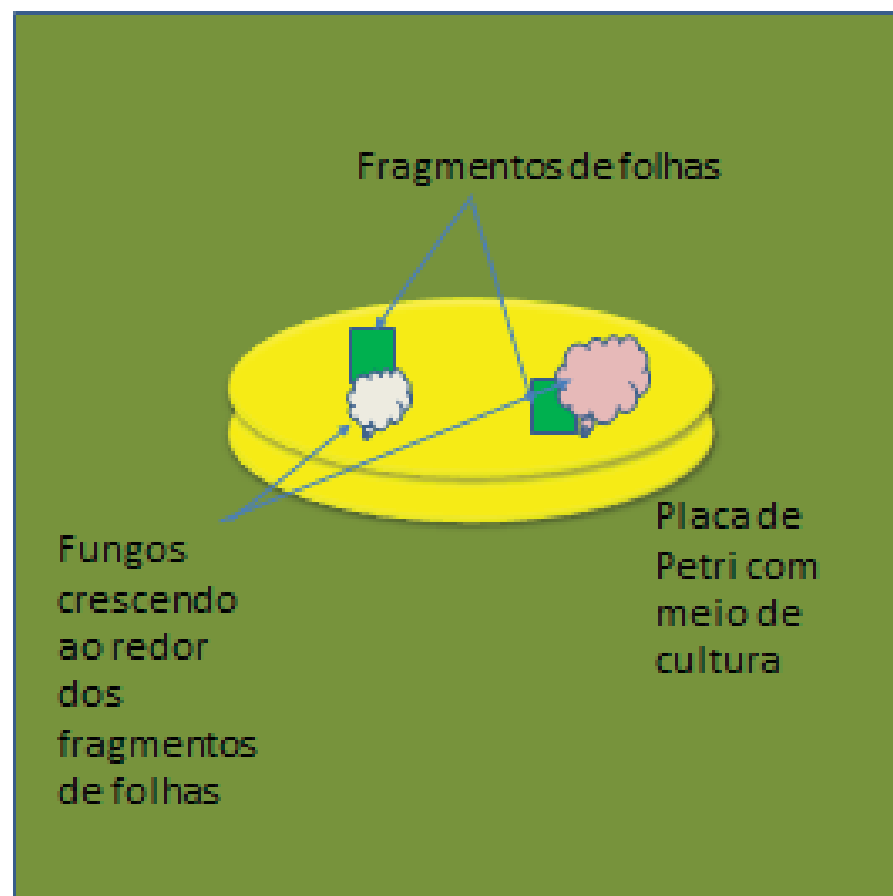 Fragmentos de folhas
Fungos
crescendo
ao redor
dos
fragmentos
de folhas
Placa de
Petri com
meio de
cultura